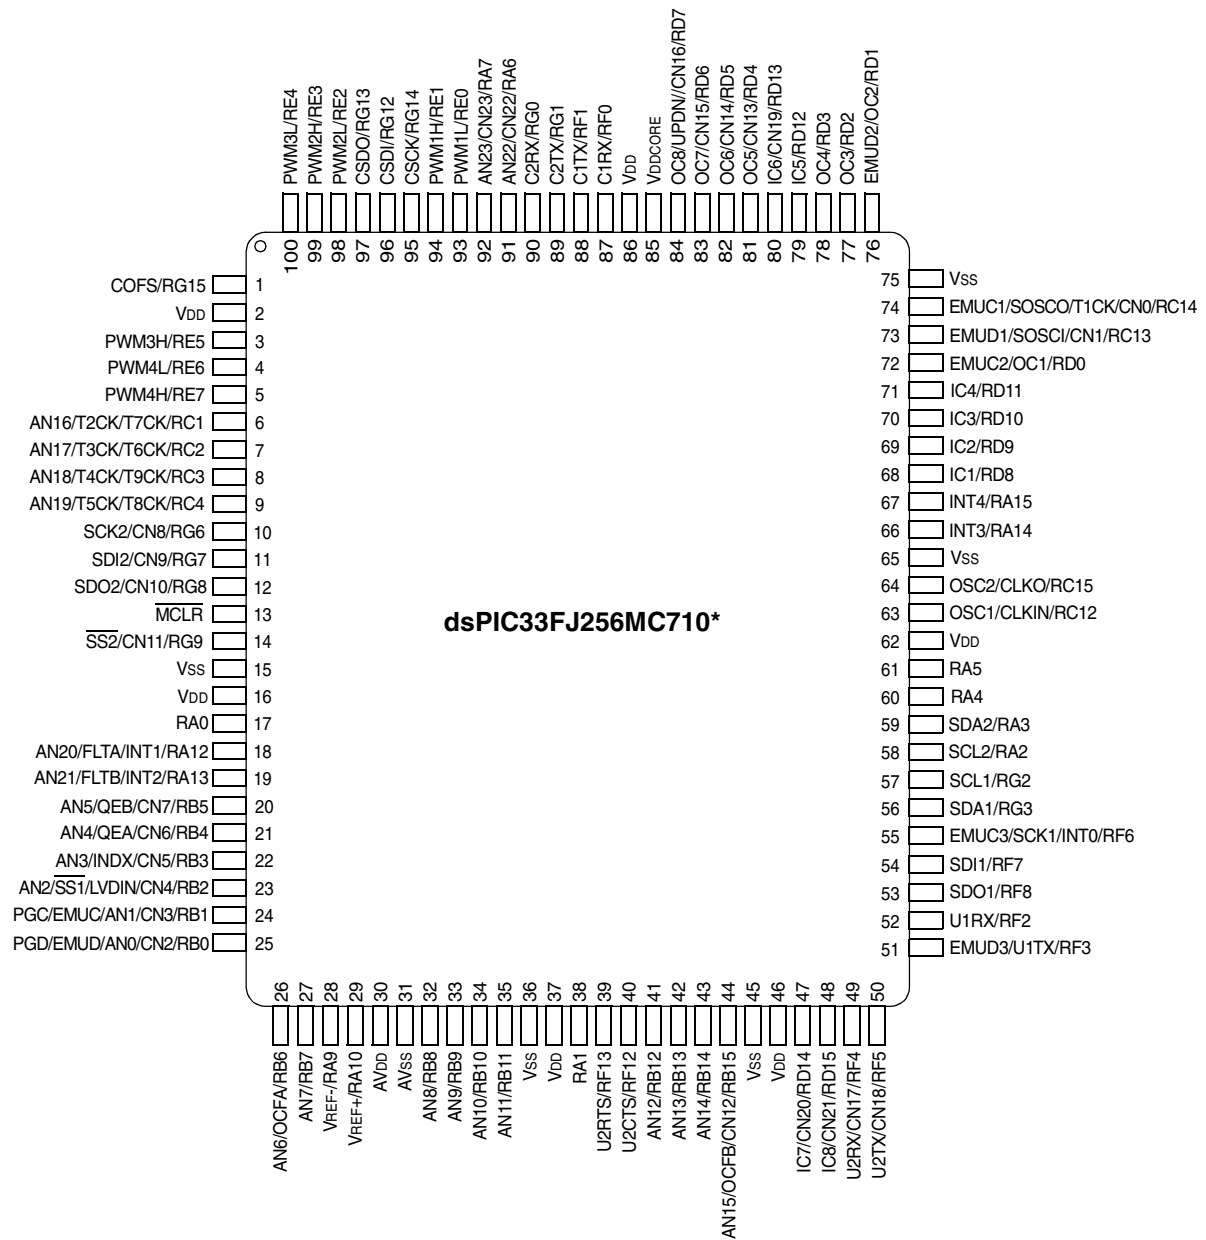 PWM3L/RE4
PWM2H/RE3
PWM2L/RE2
CSDO/RG13
CSDI/RG12
CSCK/RG14
PWM1H/RE1
PWM1L/RE0
AN23/CN23/RA7
AN22/CN22/RA6
C2RX/RG0
C2TX/RG1
C1TX/RF1
C1RX/RF0
VDD
VDDCORE
OC8/UPDN//CN16/RD7
OC7/CN15/RD6
OC6/CN14/RD5
OC5/CN13/RD4
IC6/CN19/RD13
IC5/RD12
OC4/RD3
OC3/RD2
EMUD2/OC2/RD1
100
99
98
97
96
95
94
93
92
91
90
89
88
87
86
85
84
83
82
81
80
79
78
77
76
COFS/RG15 1
VDD 2
PWM3H/RE5 3
PWM4L/RE6 4
PWM4H/RE7 5
AN16/T2CK/T7CK/RC1 6
AN17/T3CK/T6CK/RC2 7
AN18/T4CK/T9CK/RC3 8
AN19/T5CK/T8CK/RC4 9
SCK2/CN8/RG6 10
SDI2/CN9/RG7 11
SDO2/CN10/RG8 12
MCLR 13
SS2/CN11/RG9 14
VSS 15
VDD 16
RA0 17
AN20/FLTA/INT1/RA12 18
AN21/FLTB/INT2/RA13 19
AN5/QEB/CN7/RB5 20
AN4/QEA/CN6/RB4 21
AN3/INDX/CN5/RB3 22
AN2/SS1/LVDIN/CN4/RB2 23
PGC/EMUC/AN1/CN3/RB1 24
PGD/EMUD/AN0/CN2/RB0 25
dsPIC33FJ256MC710*
75 VSS
74 EMUC1/SOSCO/T1CK/CN0/RC14
73 EMUD1/SOSCI/CN1/RC13
72 EMUC2/OC1/RD0
71 IC4/RD11
70 IC3/RD10
69 IC2/RD9
68 IC1/RD8
67 INT4/RA15
66 INT3/RA14
65 VSS
64 OSC2/CLKO/RC15
63 OSC1/CLKIN/RC12
62 VDD
61 RA5
60 RA4
59 SDA2/RA3
58 SCL2/RA2
57 SCL1/RG2
56 SDA1/RG3
55 EMUC3/SCK1/INT0/RF6
54 SDI1/RF7
53 SDO1/RF8
52 U1RX/RF2
51 EMUD3/U1TX/RF3
26
27
28
29
30
31
32
33
34
35
36
37
38
39
40
41
42
43
44
45
46
47
48
49
50
AN6/OCFA/RB6
AN7/RB7
VREF-/RA9
VREF+/RA10
AVDD
AVSS
AN8/RB8
AN9/RB9
AN10/RB10
AN11/RB11
VSS
VDD
RA1
U2RTS/RF13
U2CTS/RF12
AN12/RB12
AN13/RB13
AN14/RB14
AN15/OCFB/CN12/RB15
VSS
VDD
IC7/CN20/RD14
IC8/CN21/RD15
U2RX/CN17/RF4
U2TX/CN18/RF5